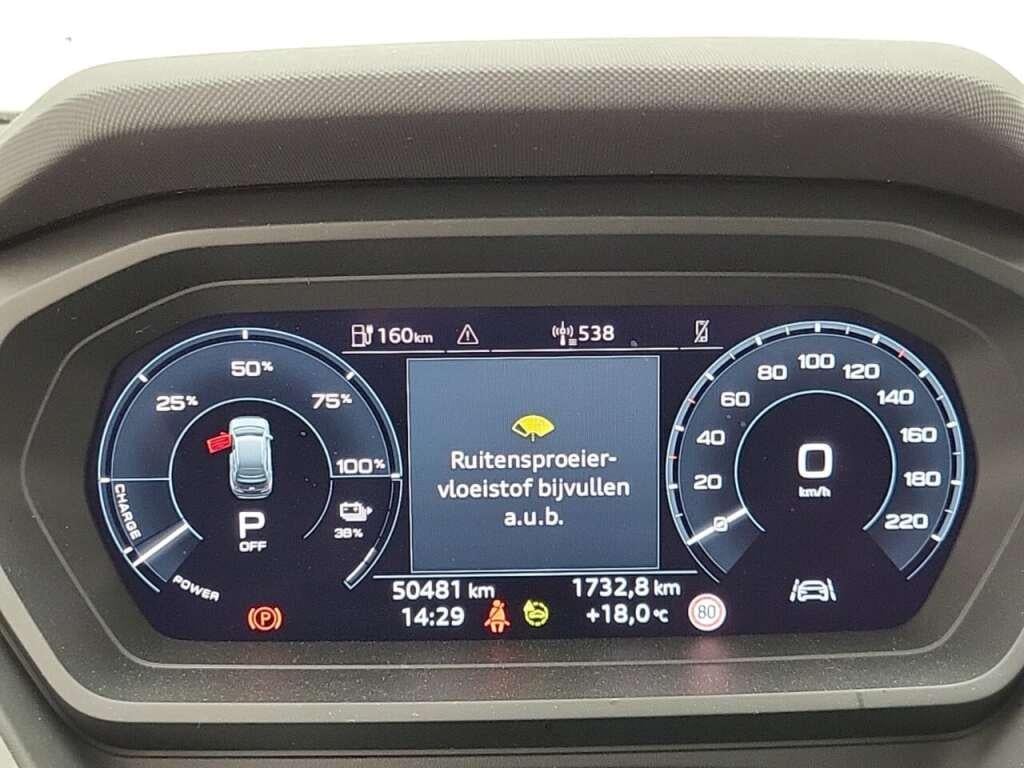 160km
538
50%
25%
75%
100%
CHARGE
POWER
P
OFF
38%
Ruitensproeier-
vloeistof bijvullen
a.u.b.
0
20
40
60
80
100
120
140
160
180
200
220
0
km/h
50481 km
1732,8 km
14:29
+18,0 °C
80
P